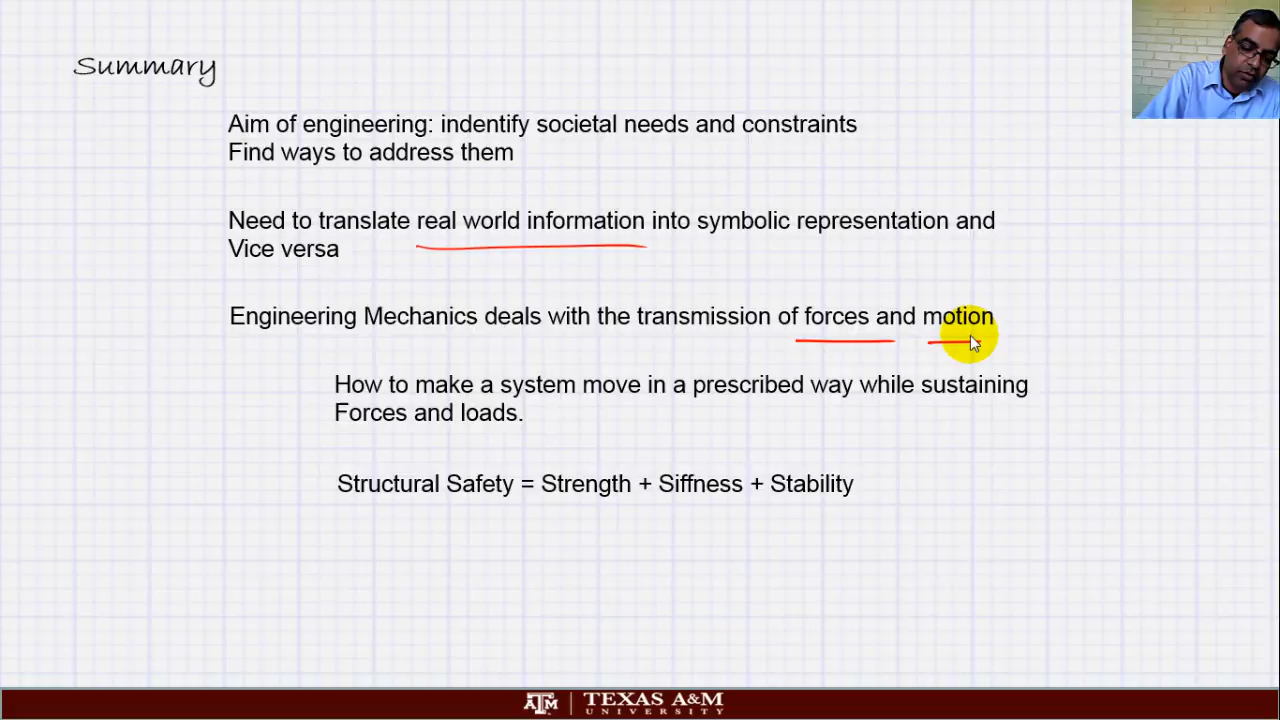 Summary
Aim of engineering: indentify societal needs and constraints
Find ways to address them
Need to translate real world information into symbolic representation and
Vice versa
Engineering Mechanics deals with the transmission of forces and motion
How to make a system move in a prescribed way while sustaining
Forces and loads.
Structural Safety = Strength + Siffness + Stability
ATM TEXAS A&M
UNIVERSITY